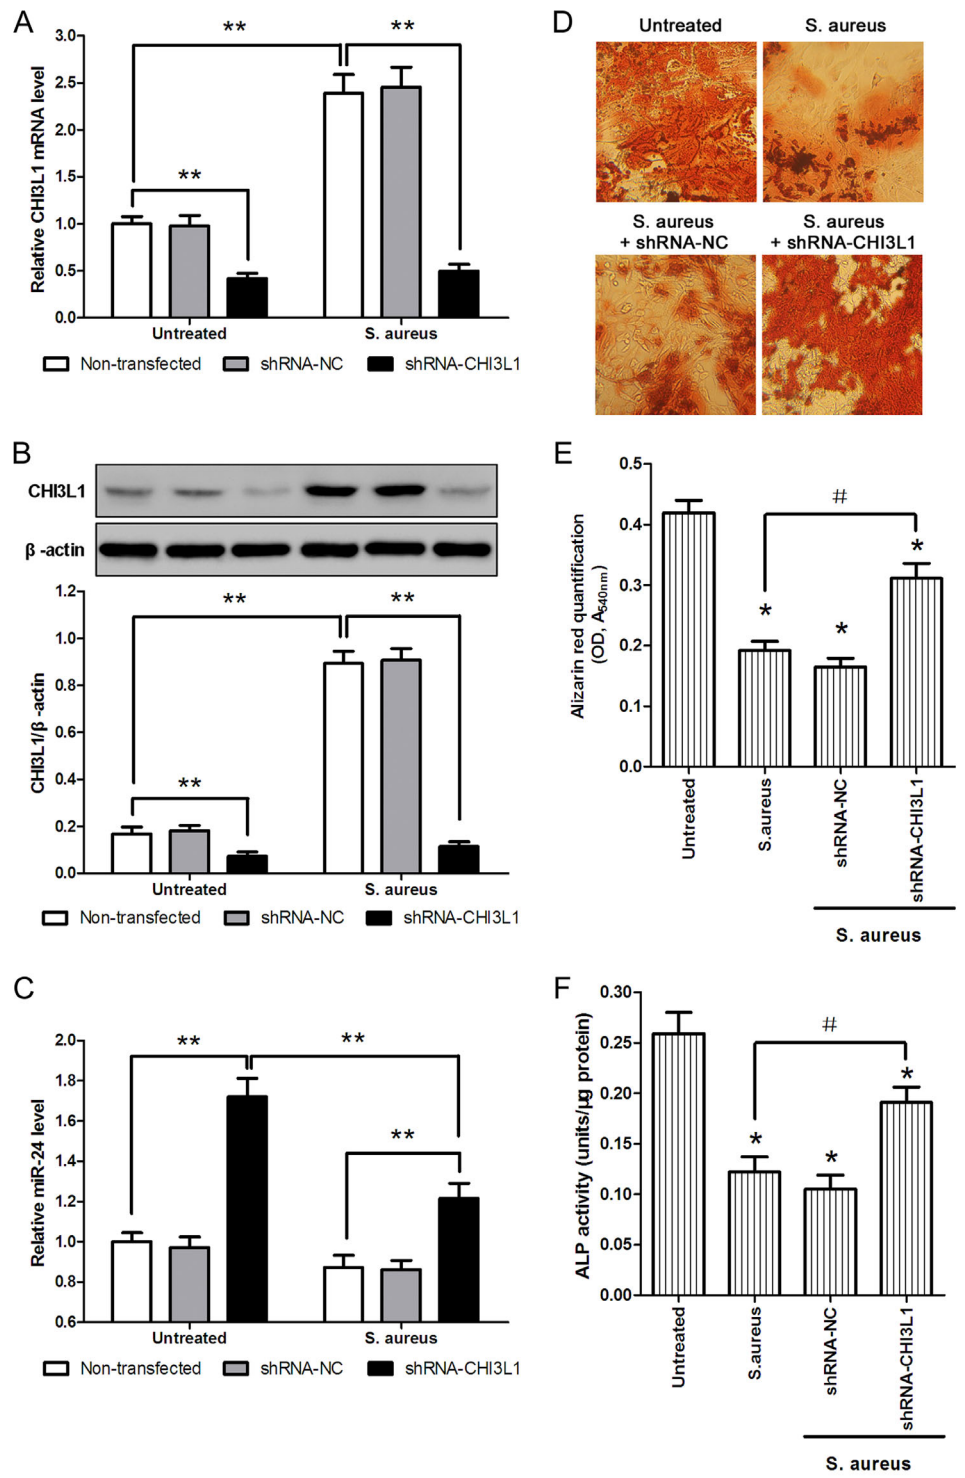 A
Relative CHI3L1 mRNA level
3.0
2.5
2.0
1.5
1.0
0.5
0.0
**
**
**
Untreated
S. aureus
Non-transfected
shRNA-NC
shRNA-CHI3L1
B
CHI3L1
β -actin
CHI3L1/β -actin
1.2
1.0
0.8
0.6
0.4
0.2
0.0
**
**
**
Untreated
S. aureus
Non-transfected
shRNA-NC
shRNA-CHI3L1
C
Relative miR-24 level
2.0
1.8
1.6
1.4
1.2
1.0
0.8
0.6
**
**
**
Untreated
S. aureus
Non-transfected
shRNA-NC
shRNA-CHI3L1
D
Untreated
S. aureus
S. aureus
+ shRNA-NC
S. aureus
+ shRNA-CHI3L1
E
Alizarin red quantification
(OD, A540nm)
0.5
0.4
0.3
0.2
0.1
0.0
#
*
*
*
Untreated
S.aureus
shRNA-NC
shRNA-CHI3L1
S. aureus
F
ALP activity (units/μg protein)
0.30
0.25
0.20
0.15
0.10
0.05
0.00
#
*
*
*
Untreated
S.aureus
shRNA-NC
shRNA-CHI3L1
S. aureus